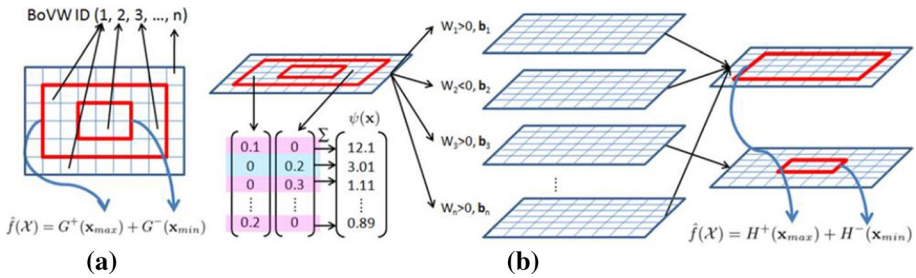 BoVW ID (1, 2, 3, ..., n)
f̂(𝒳) = G⁺(x_max) + G⁻(x_min)
(a)
ψ(x)
Σ
0.1 0 12.1
0 0.2 3.01
0 0.3 1.11
⋮ ⋮ ⋮
0.2 0 0.89
W₁>0, b₁
W₂<0, b₂
W₃>0, b₃
⋮
Wₙ>0, bₙ
f̂(𝒳) = H⁺(x_max) + H⁻(x_min)
(b)